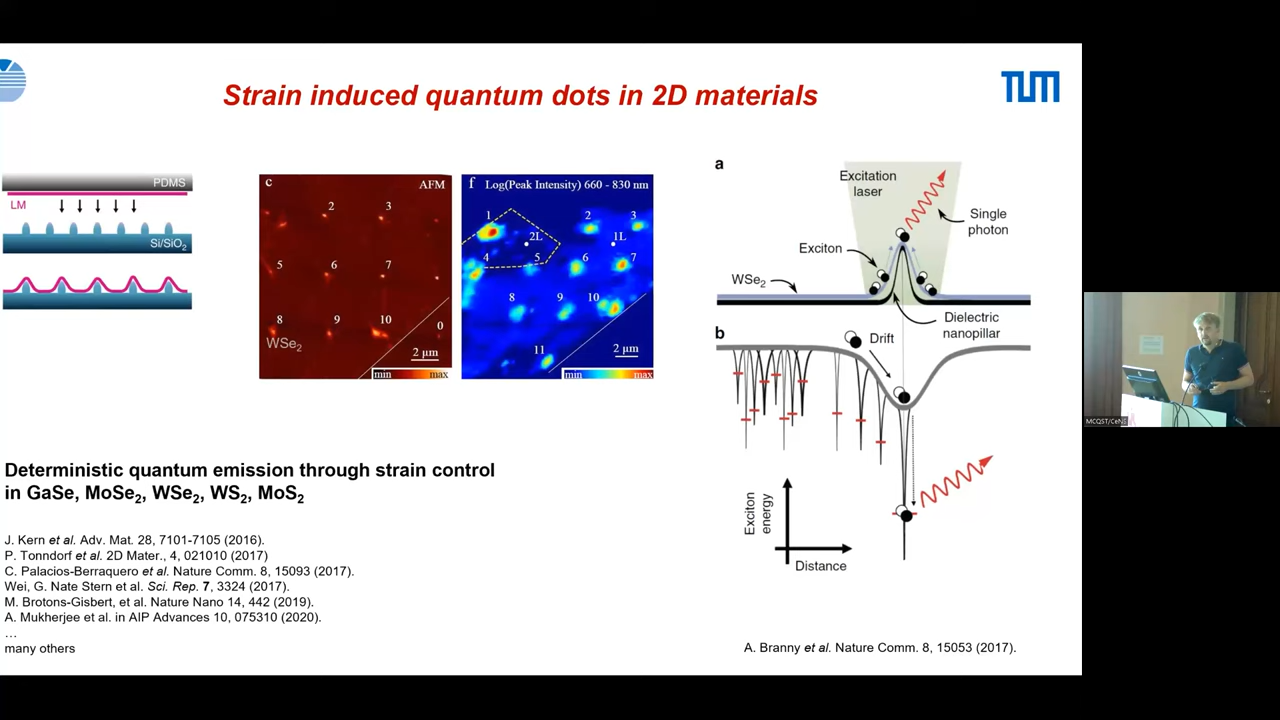 Strain induced quantum dots in 2D materials
TUM
PDMS
LM
Si/SiO2
c
AFM
2
3
5
6
7
8
9
10
0
WSe2
2 µm
min
max
f
Log(Peak Intensity) 660 - 830 nm
1
2
3
2L
1L
4
5
6
7
8
9
10
11
2 µm
min
max
a
Excitation
laser
Single
photon
Exciton
WSe2
Dielectric
nanopillar
b
Drift
Exciton
energy
Distance
Deterministic quantum emission through strain control
in GaSe, MoSe2, WSe2, WS2, MoS2
J. Kern et al. Adv. Mat. 28, 7101-7105 (2016).
P. Tonndorf et al. 2D Mater., 4, 021010 (2017)
C. Palacios-Berraquero et al. Nature Comm. 8, 15093 (2017).
Wei, G. Nate Stern et al. Sci. Rep. 7, 3324 (2017).
M. Brotons-Gisbert, et al. Nature Nano 14, 442 (2019).
A. Mukherjee et al. in AIP Advances 10, 075310 (2020).
…
many others
A. Branny et al. Nature Comm. 8, 15053 (2017).
MCQST/CeNS